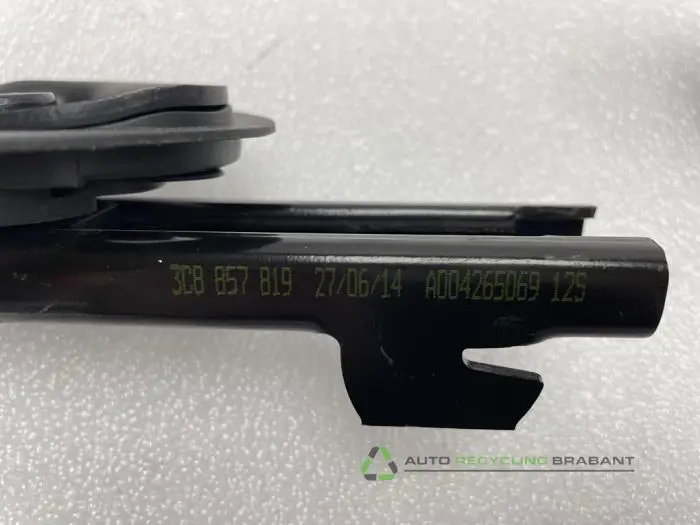 3C8 857 819 27/06/14 A004265069 125
AUTO RECYCLING BRABANT